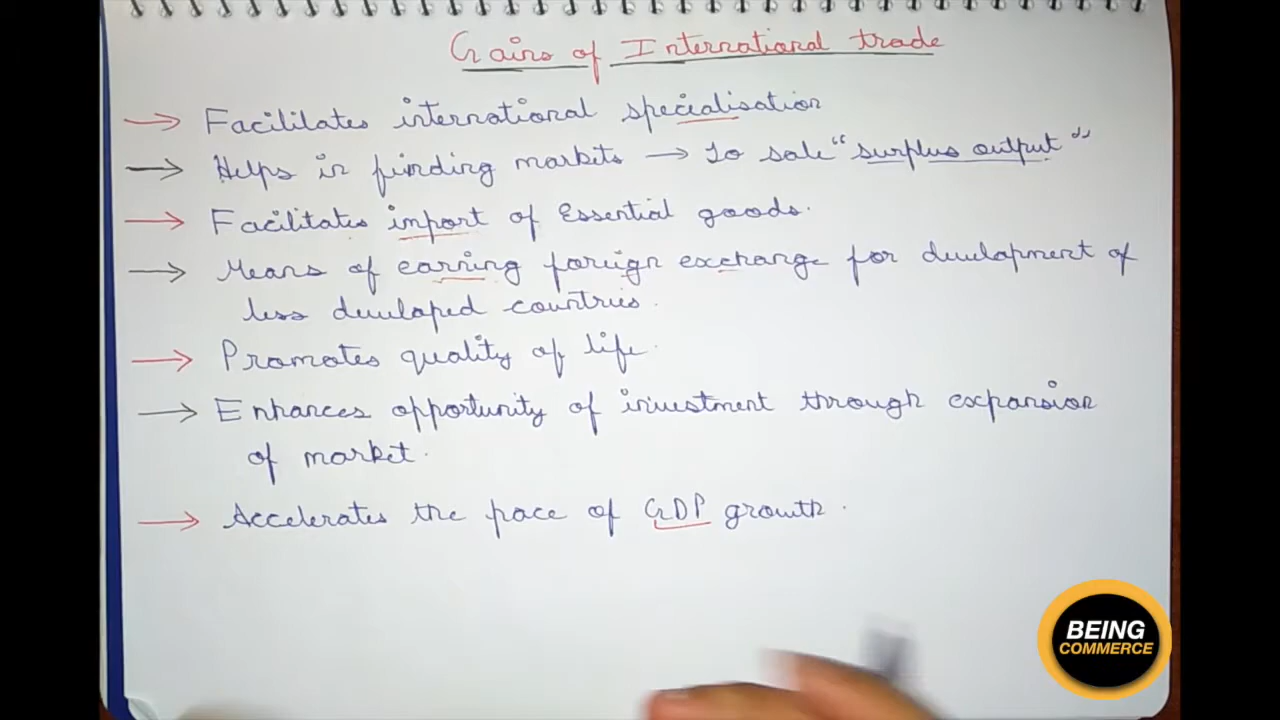 Gains of International trade
→ Facilitates international specialisation
→ Helps in finding markets → To sale "surplus output"
→ Facilitates import of Essential goods.
→ Means of earning foreign exchange for development of
less developed countries.
→ Promotes quality of life.
→ Enhances opportunity of investment through expansion
of market.
→ Accelerates the pace of GDP growth.
BEING
COMMERCE